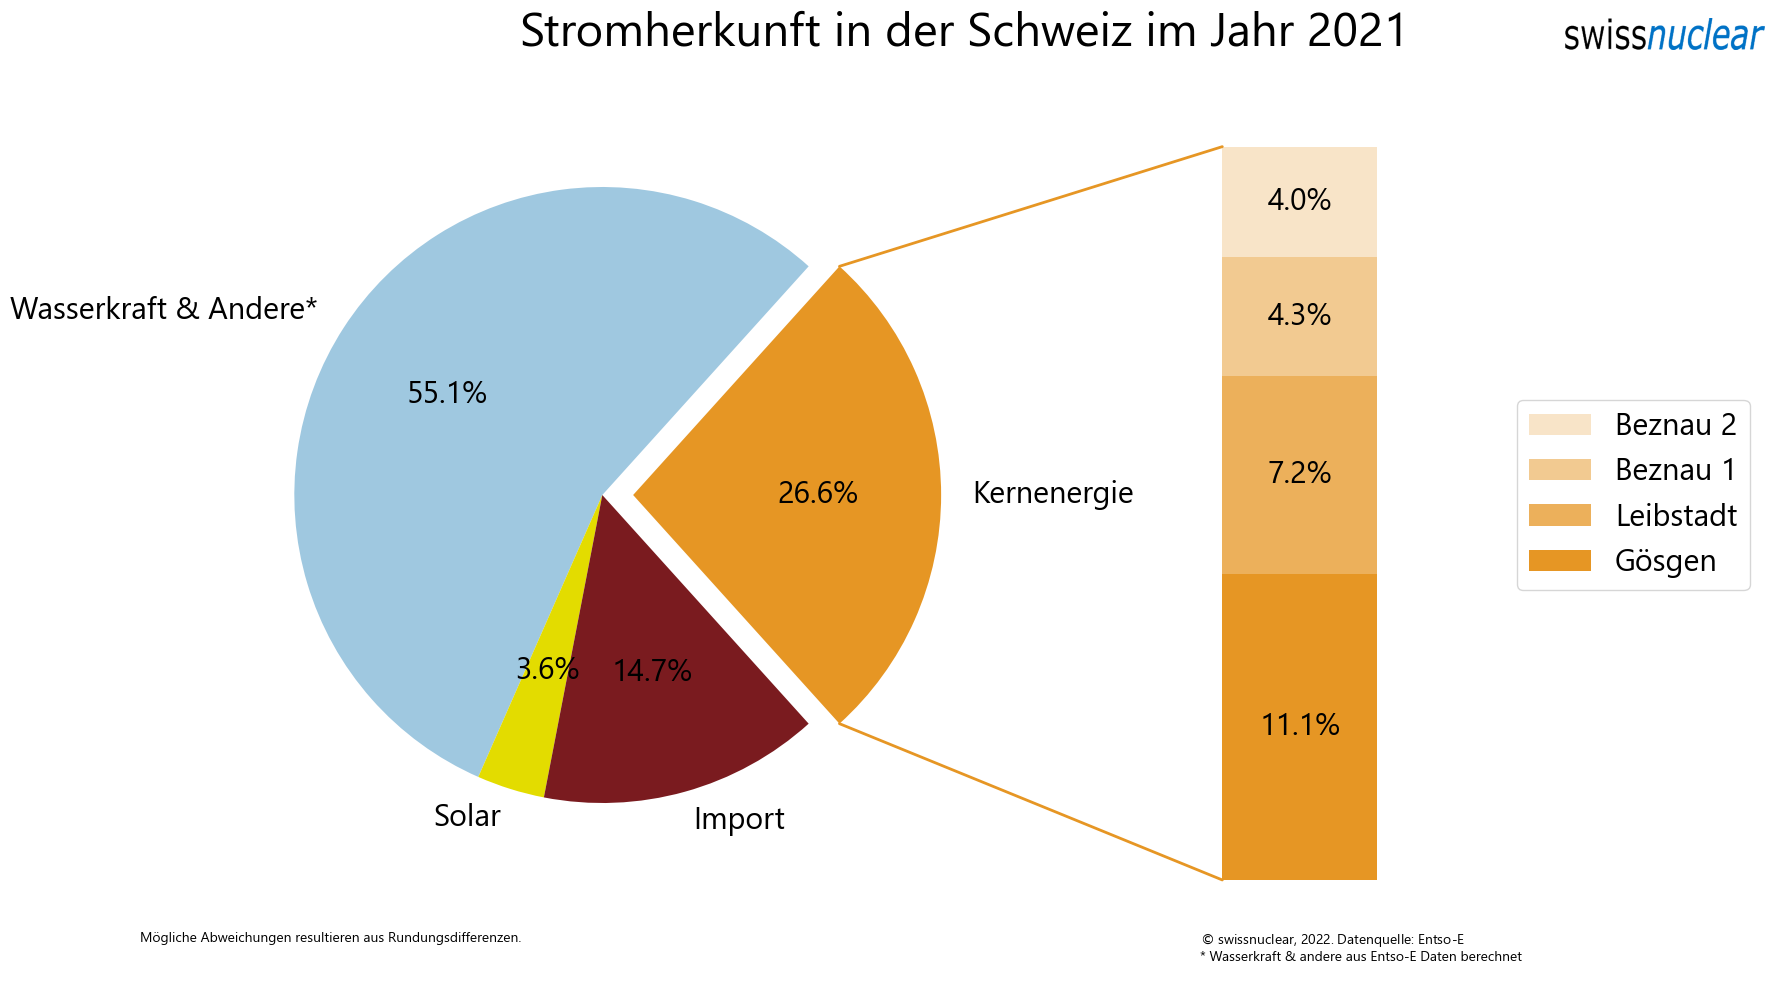 Stromherkunft in der Schweiz im Jahr 2021
swissnuclear
Wasserkraft & Andere*
55.1%
26.6%
Kernenergie
3.6%
14.7%
Solar
Import
4.0%
4.3%
7.2%
11.1%
Beznau 2
Beznau 1
Leibstadt
Gösgen
Mögliche Abweichungen resultieren aus Rundungsdifferenzen.
© swissnuclear, 2022. Datenquelle: Entso-E
* Wasserkraft & andere aus Entso-E Daten berechnet